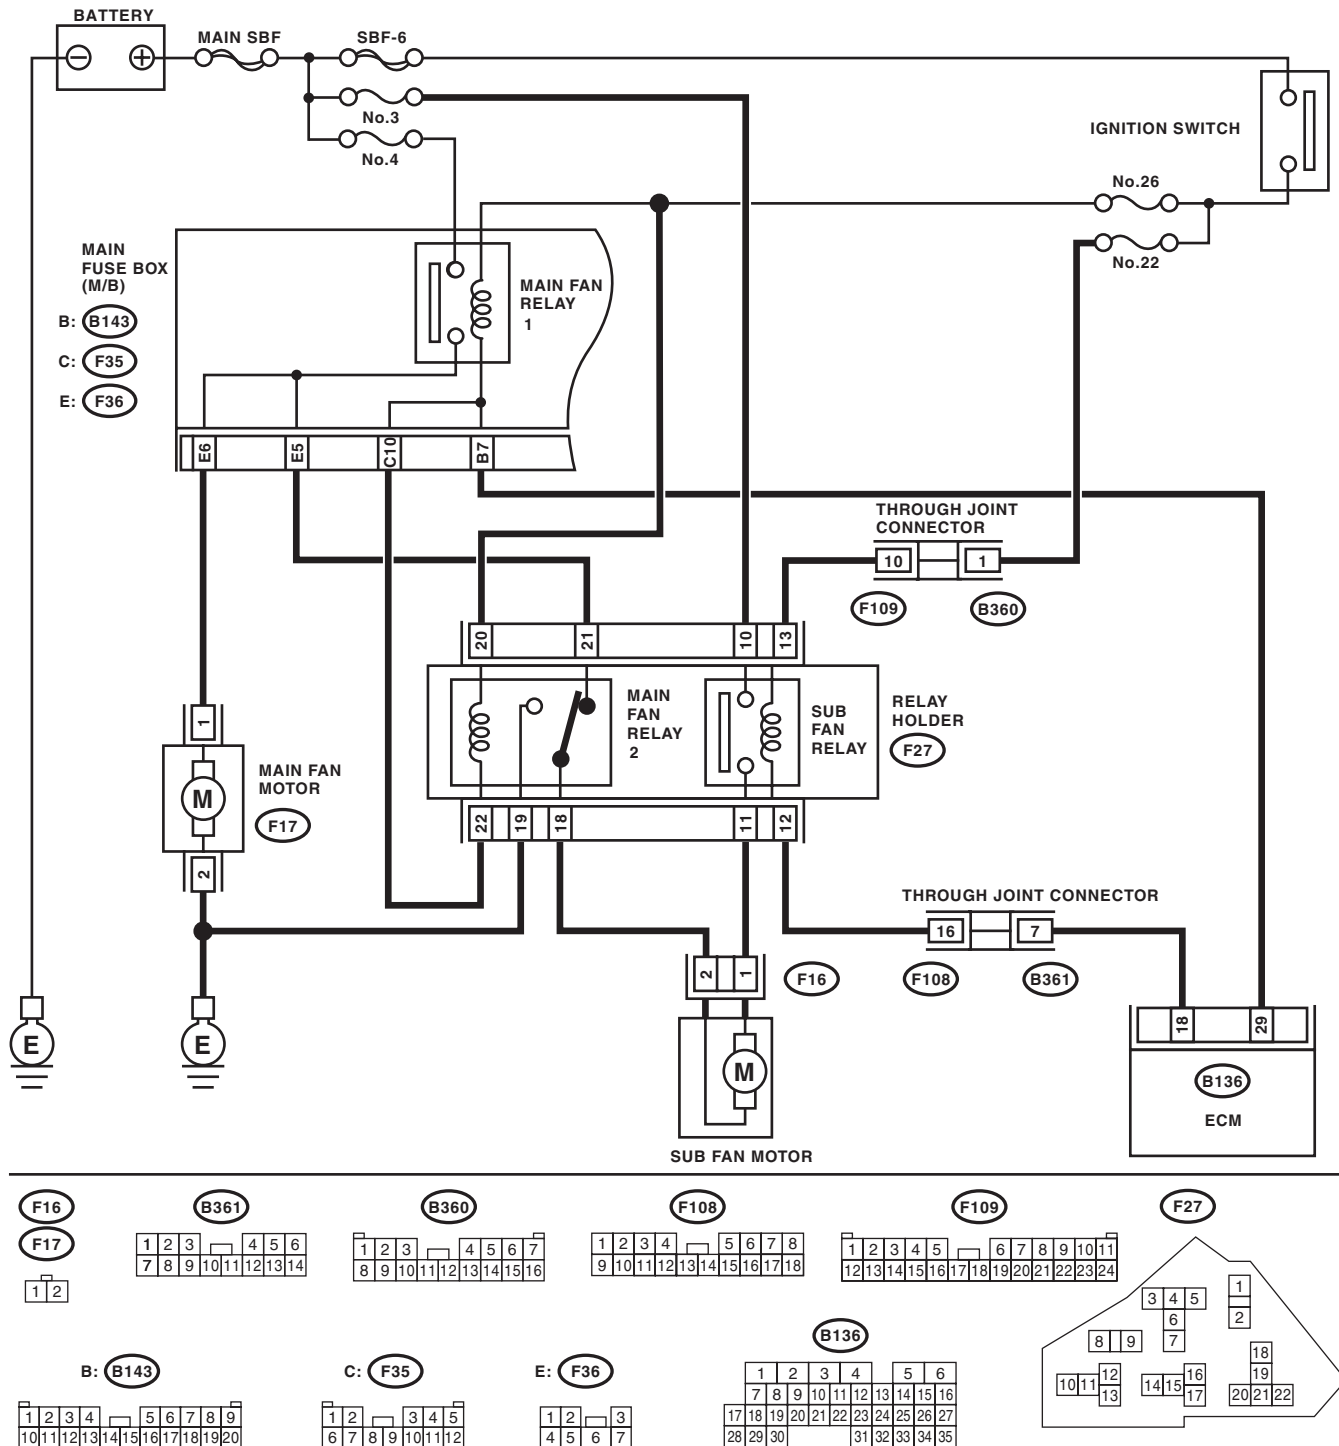 BATTERY
MAIN SBF
SBF-6
No.3
No.4
IGNITION SWITCH
No.26
No.22
MAIN
FUSE BOX
(M/B)
B: B143
C: F35
E: F36
MAIN FAN
RELAY
1
E6
E5
C10
B7
THROUGH JOINT
CONNECTOR
10
1
F109
B360
20
21
10
13
MAIN
FAN
RELAY
2
SUB
FAN
RELAY
RELAY
HOLDER
F27
1
MAIN FAN
MOTOR
M
F17
2
22
19
18
11
12
THROUGH JOINT CONNECTOR
16
7
F108
B361
2
1
F16
E
E
M
SUB FAN MOTOR
18
29
B136
ECM
F16
F17
1 2
B361
1 2 3 4 5 6
7 8 9 10 11 12 13 14
B360
1 2 3 4 5 6 7
8 9 10 11 12 13 14 15 16
F108
1 2 3 4 5 6 7 8
9 10 11 12 13 14 15 16 17 18
F109
1 2 3 4 5 6 7 8 9 10 11
12 13 14 15 16 17 18 19 20 21 22 23 24
F27
1
2
3 4 5
6
7
8 9
10 11 12
13
14 15 16
17
18
19
20 21 22
B: B143
1 2 3 4 5 6 7 8 9
10 11 12 13 14 15 16 17 18 19 20
C: F35
1 2 3 4 5
6 7 8 9 10 11 12
E: F36
1 2 3
4 5 6 7
B136
1 2 3 4 5 6
7 8 9 10 11 12 13 14 15 16
17 18 19 20 21 22 23 24 25 26 27
28 29 30 31 32 33 34 35